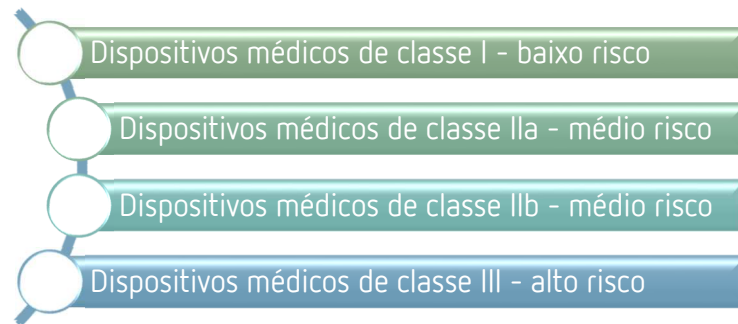 Dispositivos médicos de classe I - baixo risco
Dispositivos médicos de classe IIa - médio risco
Dispositivos médicos de classe IIb - médio risco
Dispositivos médicos de classe III - alto risco